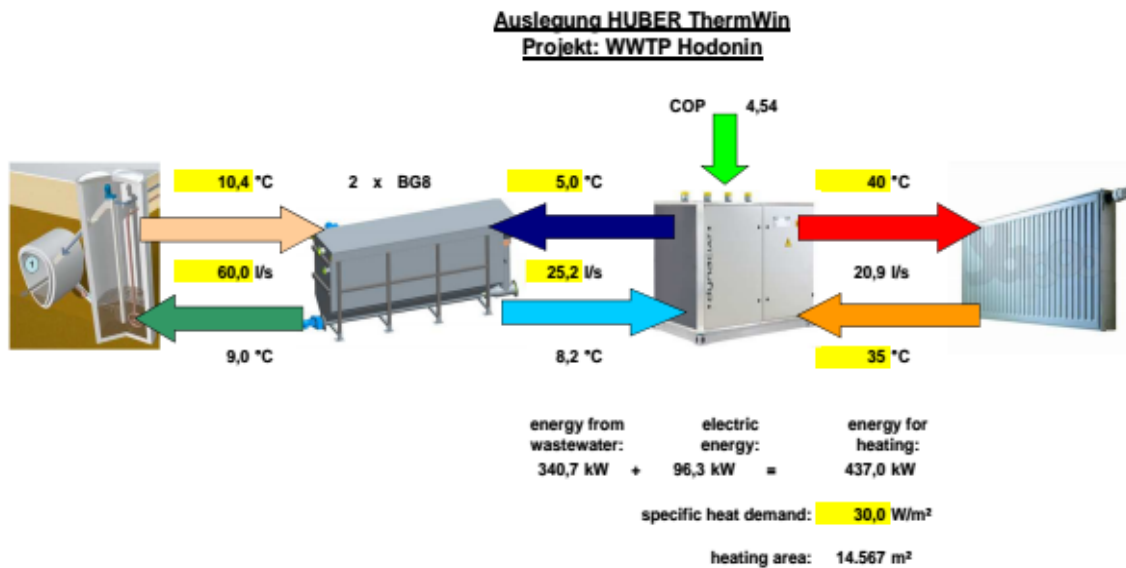 Auslegung HUBER ThermWin
Projekt: WWTP Hodonin
COP 4,54
10,4 °C 2 x BG8 5,0 °C 40 °C
60,0 l/s 25,2 l/s 20,9 l/s
9,0 °C 8,2 °C 35 °C
energy from electric energy for
wastewater: energy: heating:
340,7 kW + 96,3 kW = 437,0 kW
specific heat demand: 30,0 W/m²
heating area: 14.567 m²